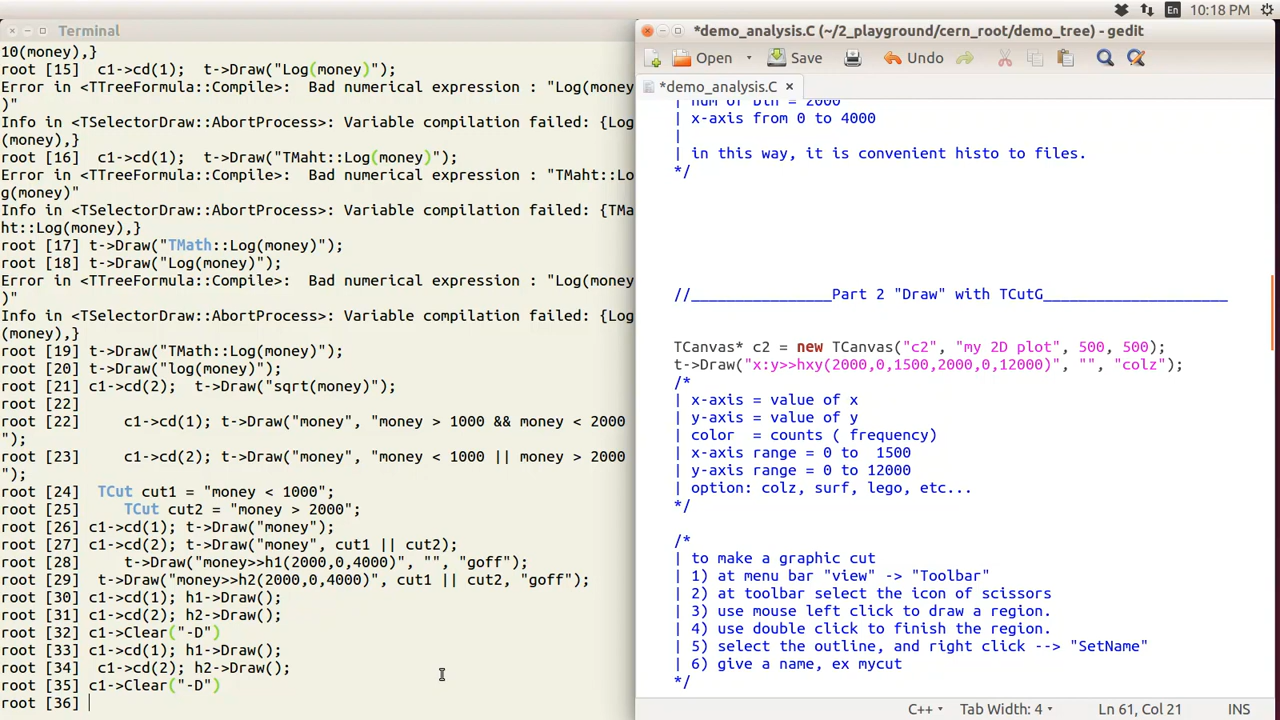 En 10:18 PM
Terminal
10(money),}
root [15]  c1->cd(1);  t->Draw("Log(money)");
Error in <TTreeFormula::Compile>:  Bad numerical expression : "Log(money
)"
Info in <TSelectorDraw::AbortProcess>: Variable compilation failed: {Log
(money),}
root [16]  c1->cd(1);  t->Draw("TMaht::Log(money)");
Error in <TTreeFormula::Compile>:  Bad numerical expression : "TMaht::Lo
g(money)"
Info in <TSelectorDraw::AbortProcess>: Variable compilation failed: {TMa
ht::Log(money),}
root [17] t->Draw("TMath::Log(money)");
root [18] t->Draw("Log(money)");
Error in <TTreeFormula::Compile>:  Bad numerical expression : "Log(money
)"
Info in <TSelectorDraw::AbortProcess>: Variable compilation failed: {Log
(money),}
root [19] t->Draw("TMath::Log(money)");
root [20] t->Draw("log(money)");
root [21] c1->cd(2);  t->Draw("sqrt(money)");
root [22]
root [22]     c1->cd(1); t->Draw("money", "money > 1000 && money < 2000
");
root [23]     c1->cd(2); t->Draw("money", "money < 1000 || money > 2000
");
root [24]  TCut cut1 = "money < 1000";
root [25]     TCut cut2 = "money > 2000";
root [26] c1->cd(1); t->Draw("money");
root [27] c1->cd(2); t->Draw("money", cut1 || cut2);
root [28]     t->Draw("money>>h1(2000,0,4000)", "", "goff");
root [29]  t->Draw("money>>h2(2000,0,4000)", cut1 || cut2, "goff");
root [30] c1->cd(1); h1->Draw();
root [31] c1->cd(2); h2->Draw();
root [32] c1->Clear("-D")
root [33] c1->cd(1); h1->Draw();
root [34]  c1->cd(2); h2->Draw();
root [35] c1->Clear("-D")
root [36]
*demo_analysis.C (~/2_playground/cern_root/demo_tree) - gedit
Open Save Undo
*demo_analysis.C
| num of bin = 2000
| x-axis from 0 to 4000
|
| in this way, it is convenient histo to files.
*/
//________________Part 2 "Draw" with TCutG_____________________
TCanvas* c2 = new TCanvas("c2", "my 2D plot", 500, 500);
t->Draw("x:y>>hxy(2000,0,1500,2000,0,12000)", "", "colz");
/*
| x-axis = value of x
| y-axis = value of y
| color  = counts ( frequency)
| x-axis range = 0 to  1500
| y-axis range = 0 to 12000
| option: colz, surf, lego, etc...
*/
/*
| to make a graphic cut
| 1) at menu bar "view" -> "Toolbar"
| 2) at toolbar select the icon of scissors
| 3) use mouse left click to draw a region.
| 4) use double click to finish the region.
| 5) select the outline, and right click --> "SetName"
| 6) give a name, ex mycut
*/
C++ Tab Width: 4 Ln 61, Col 21 INS